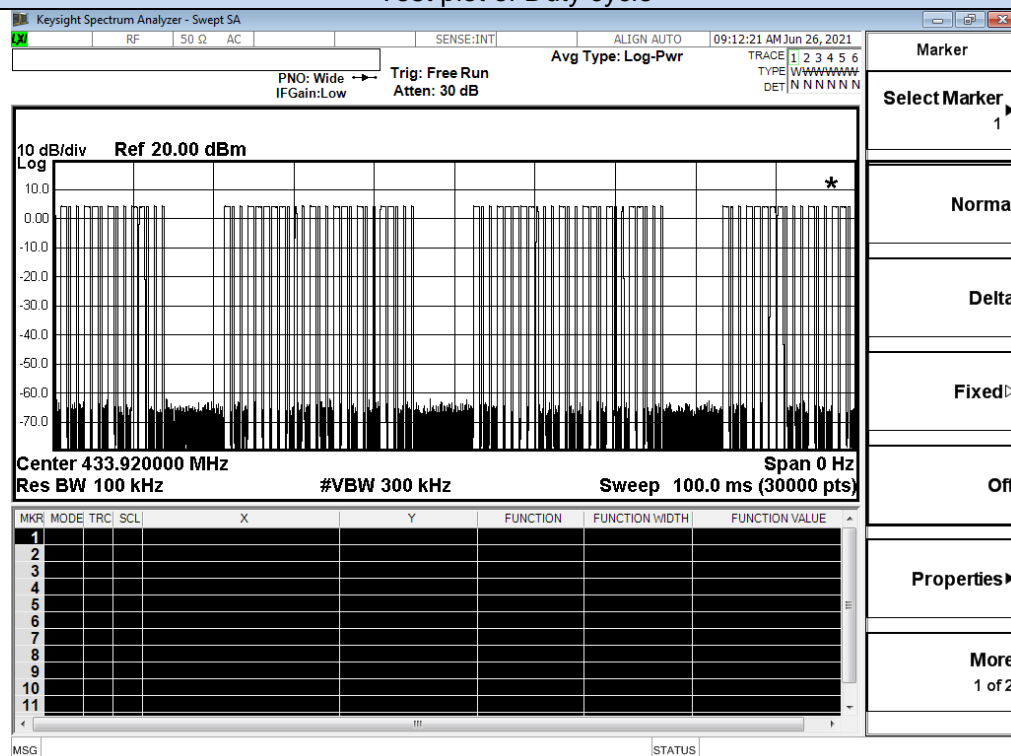 Test plot of Duty cycle
Keysight Spectrum Analyzer - Swept SA
LXI RF 50 Ω AC SENSE:INT ALIGN AUTO 09:12:21 AM Jun 26, 2021
PNO: Wide
IFGain:Low
Trig: Free Run
Atten: 30 dB
Avg Type: Log-Pwr
TRACE 1 2 3 4 5 6
TYPE WWWWWW
DET N N N N N N
10 dB/div Ref 20.00 dBm
Log
10.0
0.00
-10.0
-20.0
-30.0
-40.0
-50.0
-60.0
-70.0
*
Center 433.920000 MHz Span 0 Hz
Res BW 100 kHz #VBW 300 kHz Sweep 100.0 ms (30000 pts)
MKR MODE TRC SCL X Y FUNCTION FUNCTION WIDTH FUNCTION VALUE
1
2
3
4
5
6
7
8
9
10
11
MSG STATUS
Marker
Select Marker
1
Norma
Delta
Fixed
Off
Properties
More
1 of 2